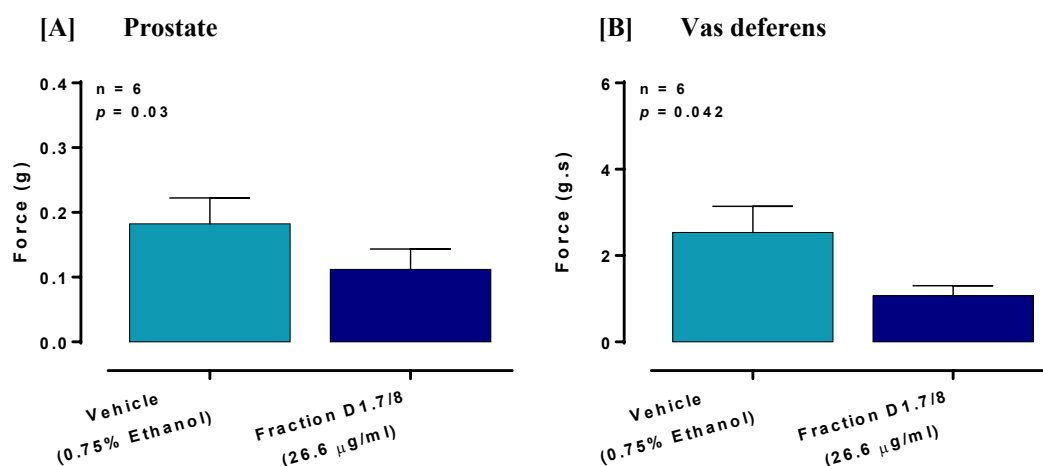 [A] Prostate
n = 6
p = 0.03
Force (g)
0.4
0.3
0.2
0.1
0.0
Vehicle
(0.75% Ethanol)
Fraction D1.7/8
(26.6 μg/ml)
[B] Vas deferens
n = 6
p = 0.042
Force (g.s)
6
4
2
0
Vehicle
(0.75% Ethanol)
Fraction D1.7/8
(26.6 μg/ml)